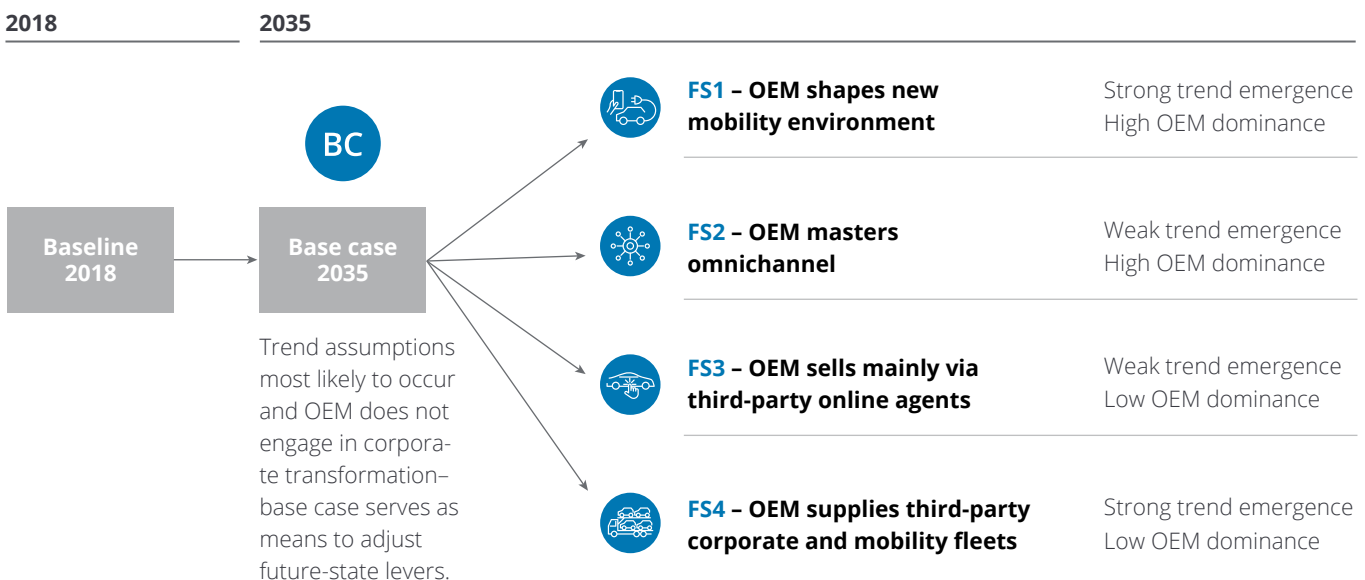 2018
2035
BC
Baseline
2018
Base case
2035
Trend assumptions
most likely to occur
and OEM does not
engage in corpora-
te transformation–
base case serves as
means to adjust
future-state levers.
FS1 – OEM shapes new
mobility environment
Strong trend emergence
High OEM dominance
FS2 – OEM masters
omnichannel
Weak trend emergence
High OEM dominance
FS3 – OEM sells mainly via
third-party online agents
Weak trend emergence
Low OEM dominance
FS4 – OEM supplies third-party
corporate and mobility fleets
Strong trend emergence
Low OEM dominance